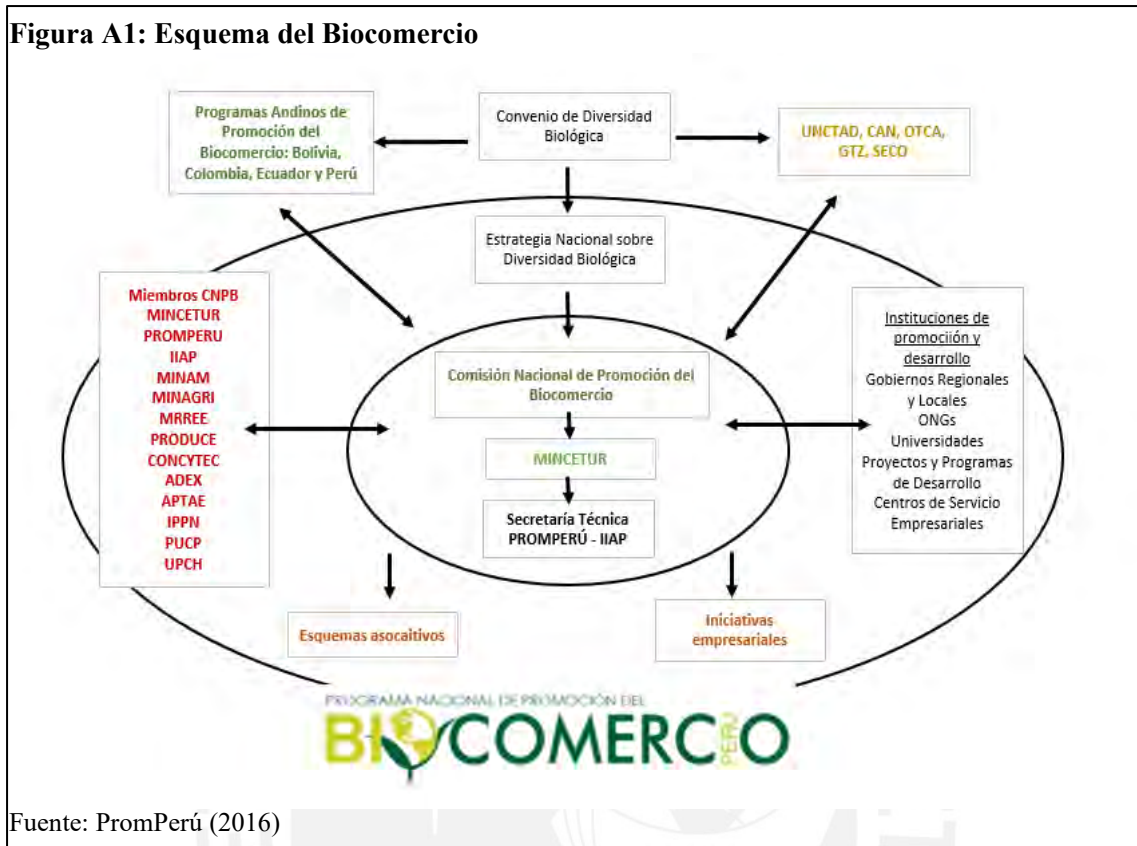 Figura A1: Esquema del Biocomercio
Programas Andinos de
Promoción del
Biocomercio: Bolivia,
Colombia, Ecuador y Perú
Convenio de Diversidad
Biológica
UNCTAD, CAN, OTCA,
GTZ, SECO
Estrategia Nacional sobre
Diversidad Biológica
Miembros CNPB
MINCETUR
PROMPERU
IIAP
MINAM
MINAGRI
MRREE
PRODUCE
CONCYTEC
ADEX
APTAE
IPPN
PUCP
UPCH
Comisión Nacional de Promoción del
Biocomercio
MINCETUR
Secretaría Técnica
PROMPERÚ - IIAP
Instituciones de
promociión y
desarrollo
Gobiernos Regionales
y Locales
ONGs
Universidades
Proyectos y Programas
de Desarrollo
Centros de Servicio
Empresariales
Esquemas asocaitivos
Iniciativas
empresariales
PROGRAMA NACIONAL DE PROMOCIÓN DEL
BIOCOMERCIO
PERU
Fuente: PromPerú (2016)